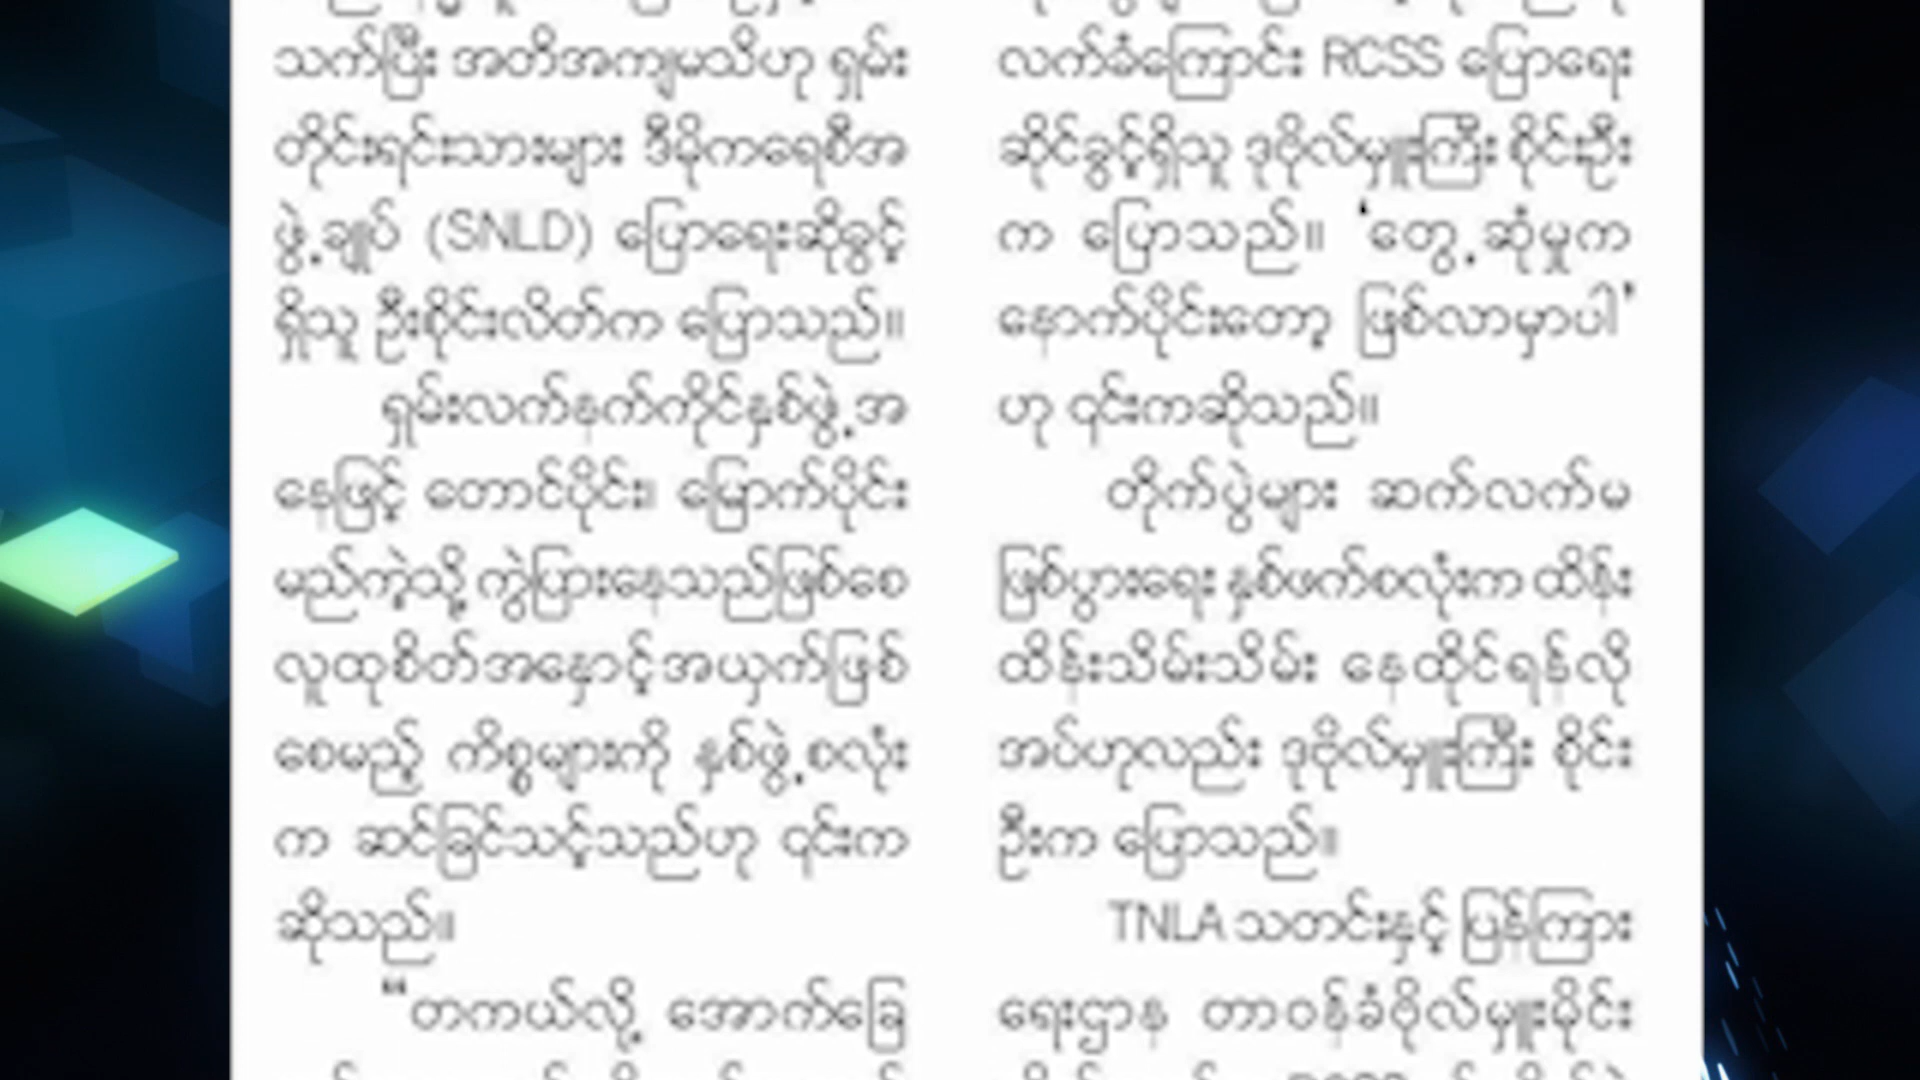 သက်ပြီး အတိအကျမသိဟု ရှမ်း
တိုင်းရင်းသားများ ဒီမိုကရေစီအ
ဖွဲ့ချုပ် (SNLD) ပြောရေးဆိုခွင့်
ရှိသူ ဦးစိုင်းလိတ်က ပြောသည်။
ရှမ်းလက်နက်ကိုင်နှစ်ဖွဲ့အ
နေဖြင့် တောင်ပိုင်း၊ မြောက်ပိုင်း
မည်ကဲ့သို့ ကွဲပြားနေသည်ဖြစ်စေ
လူထုစိတ်အနှောင့်အယှက်ဖြစ်
စေမည့် ကိစ္စများကို နှစ်ဖွဲ့စလုံး
က ဆင်ခြင်သင့်သည်ဟု ၎င်းက
ဆိုသည်။
“တကယ်လို့ အောက်ခြေ
လက်ခံကြောင်း RCSS ပြောရေး
ဆိုင်ခွင့်ရှိသူ ဒုဗိုလ်မှူးကြီး စိုင်းဦး
က ပြောသည်။ ‘တွေ့ဆုံမှုက
နောက်ပိုင်းတော့ ဖြစ်လာမှာပါ’
ဟု ၎င်းကဆိုသည်။
တိုက်ပွဲများ ဆက်လက်မ
ဖြစ်ပွားရေး နှစ်ဖက်စလုံးက ထိန်း
ထိန်းသိမ်းသိမ်း နေထိုင်ရန်လို
အပ်ဟုလည်း ဒုဗိုလ်မှူးကြီး စိုင်း
ဦးက ပြောသည်။
TNLA သတင်းနှင့် ပြန်ကြား
ရေးဌာန တာဝန်ခံဗိုလ်မှူးမိုင်း